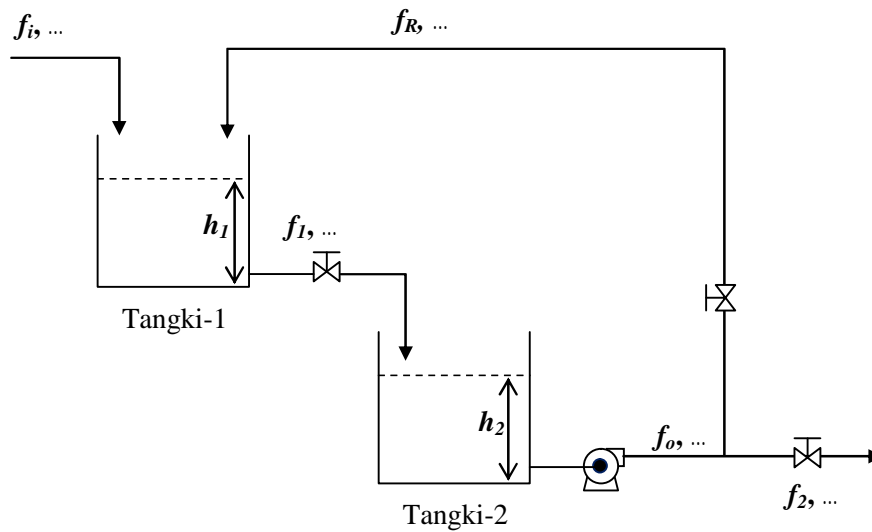 fi, ...
fR, ...
h1
f1, ...
Tangki-1
h2
fo, ...
f2, ...
Tangki-2